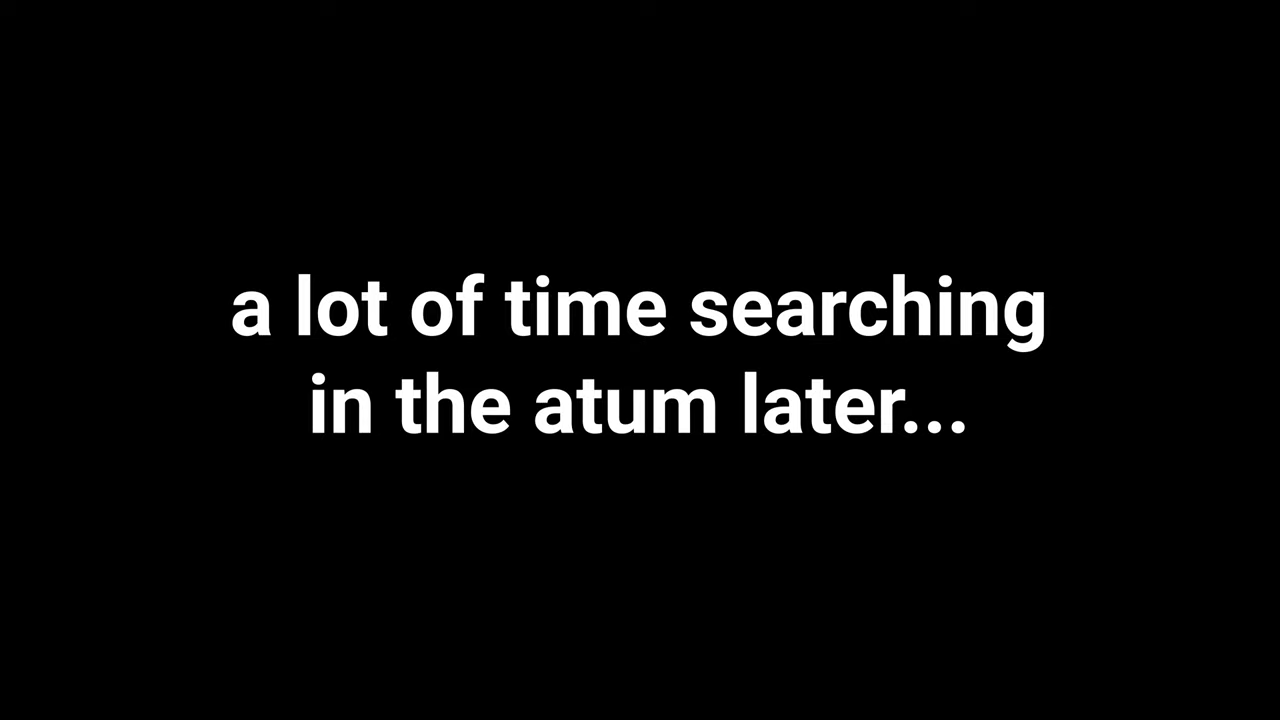 a lot of time searching
in the atum later...